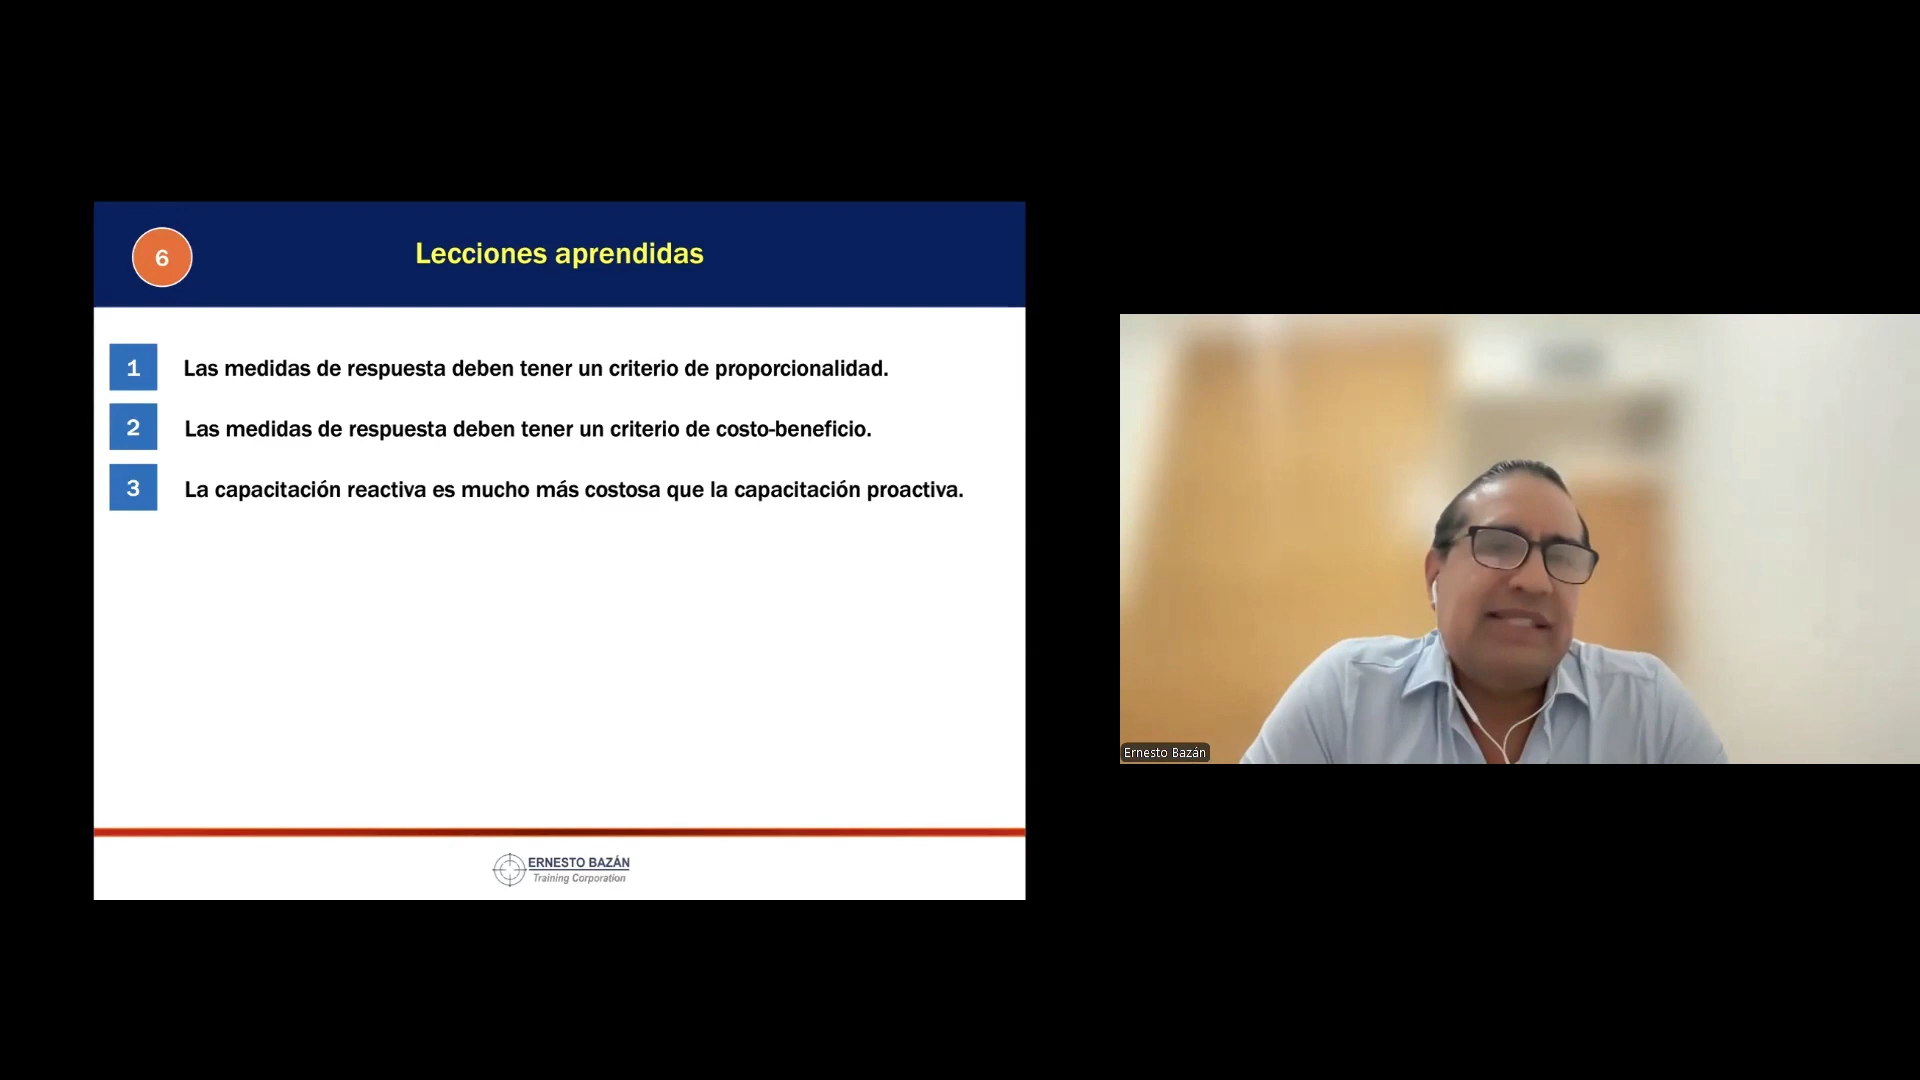 6
Lecciones aprendidas
1 Las medidas de respuesta deben tener un criterio de proporcionalidad.
2 Las medidas de respuesta deben tener un criterio de costo-beneficio.
3 La capacitación reactiva es mucho más costosa que la capacitación proactiva.
ERNESTO BAZÁN
Training Corporation
Ernesto Bazán